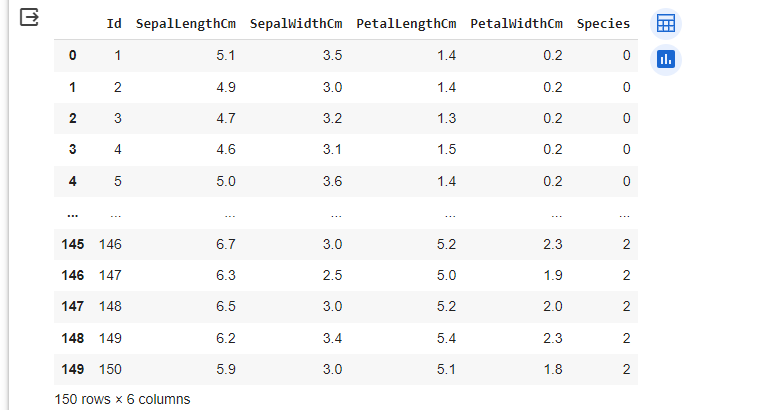 Id SepalLengthCm SepalWidthCm PetalLengthCm PetalWidthCm Species
0 1 5.1 3.5 1.4 0.2 0
1 2 4.9 3.0 1.4 0.2 0
2 3 4.7 3.2 1.3 0.2 0
3 4 4.6 3.1 1.5 0.2 0
4 5 5.0 3.6 1.4 0.2 0
... ... ... ... ... ... ...
145 146 6.7 3.0 5.2 2.3 2
146 147 6.3 2.5 5.0 1.9 2
147 148 6.5 3.0 5.2 2.0 2
148 149 6.2 3.4 5.4 2.3 2
149 150 5.9 3.0 5.1 1.8 2
150 rows × 6 columns